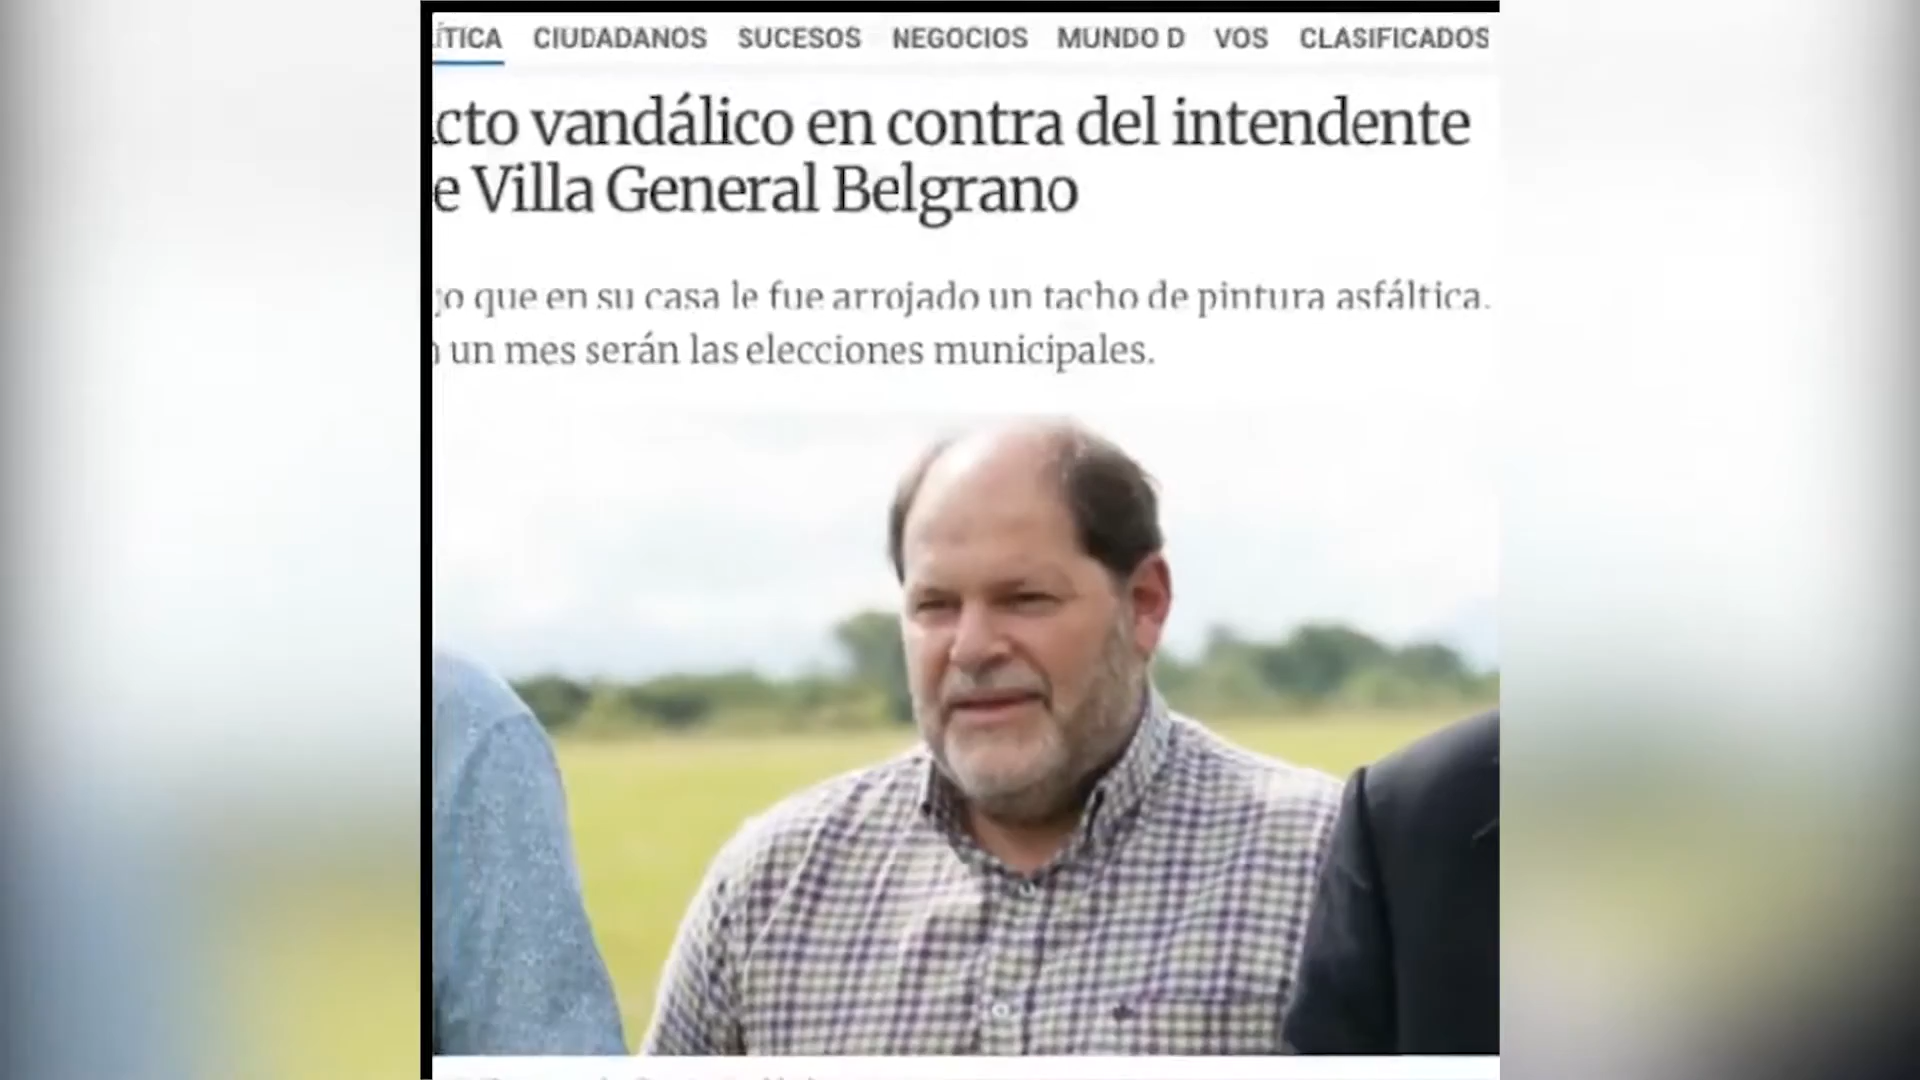 ÍTICA CIUDADANOS SUCESOS NEGOCIOS MUNDO D VOS CLASIFICADOS
cto vandálico en contra del intendente
e Villa General Belgrano
jo que en su casa le fue arrojado un tacho de pintura asfáltica.
un mes serán las elecciones municipales.